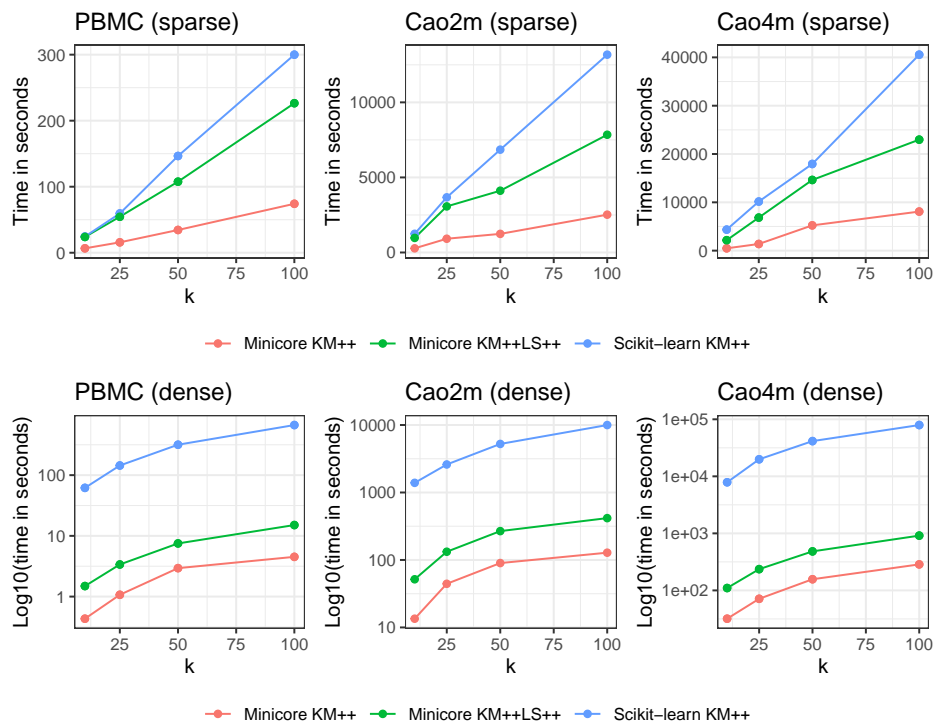 PBMC (sparse)
Cao2m (sparse)
Cao4m (sparse)
Time in seconds
300
200
100
0
25
50
75
100
k
Time in seconds
10000
5000
0
25
50
75
100
k
Time in seconds
40000
30000
20000
10000
0
25
50
75
100
k
Minicore KM++ Minicore KM++LS++ Scikit−learn KM++
PBMC (dense)
Cao2m (dense)
Cao4m (dense)
Log10(time in seconds)
100
10
1
25
50
75
100
k
Log10(time in seconds)
10000
1000
100
10
25
50
75
100
k
Log10(time in seconds)
1e+05
1e+04
1e+03
1e+02
25
50
75
100
k
Minicore KM++ Minicore KM++LS++ Scikit−learn KM++